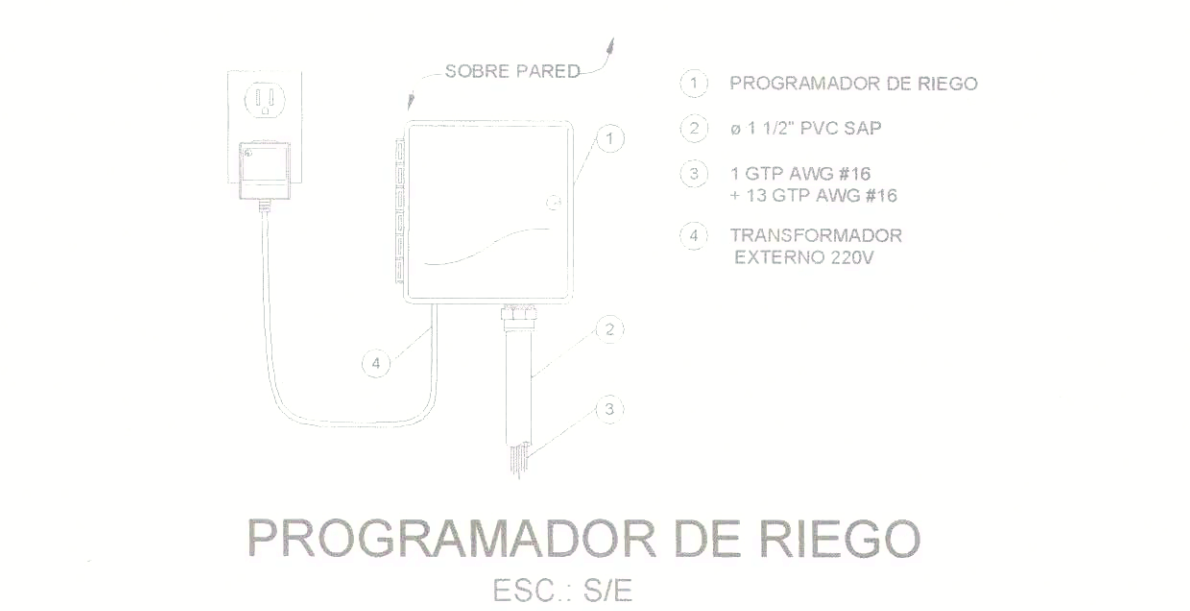 SOBRE PARED
1 PROGRAMADOR DE RIEGO
2 ø 1 1/2" PVC SAP
3 1 GTP AWG #16
+ 13 GTP AWG #16
4 TRANSFORMADOR
EXTERNO 220V
1
2
4
3
PROGRAMADOR DE RIEGO
ESC.: S/E